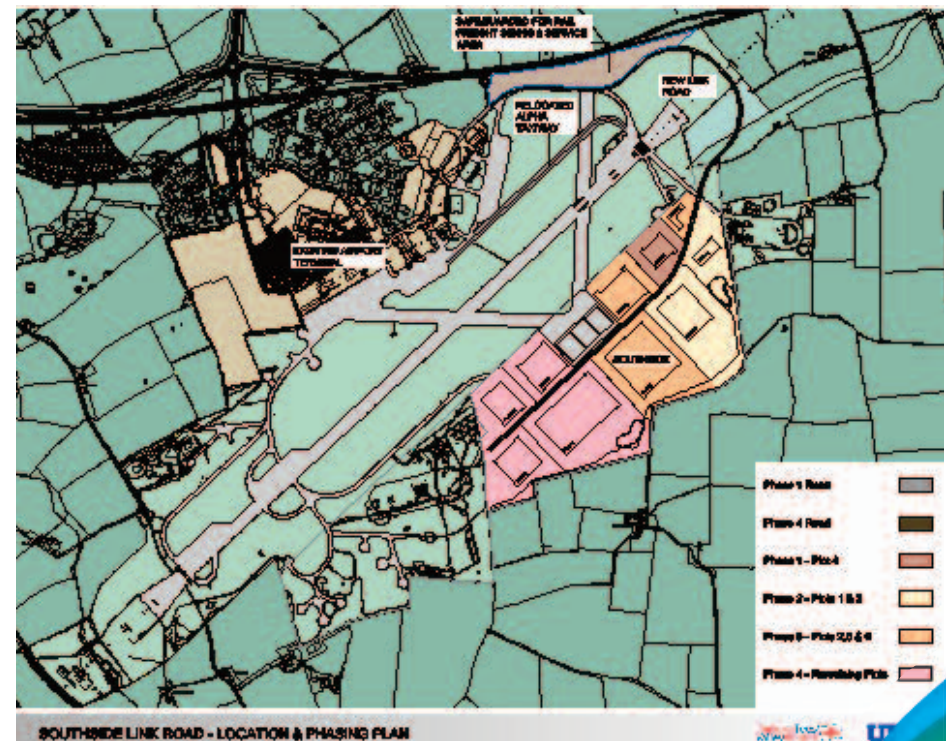 SAFEGUARDED FOR RAIL
FREIGHT SIDING & SERVICE
AREA
NEW LINK
ROAD
RELOCATED
ALPHA
TAXIWAY
EXISTING AIRPORT
TERMINAL
SOUTHSIDE
Phase 1 Road
Phase 4 Road
Phase 1 - Plot 4
Phase 2 - Plots 1 & 3
Phase 3 - Plots 2,5 & 6
Phase 4 - Remaining Plots
SOUTHSIDE LINK ROAD - LOCATION & PHASING PLAN